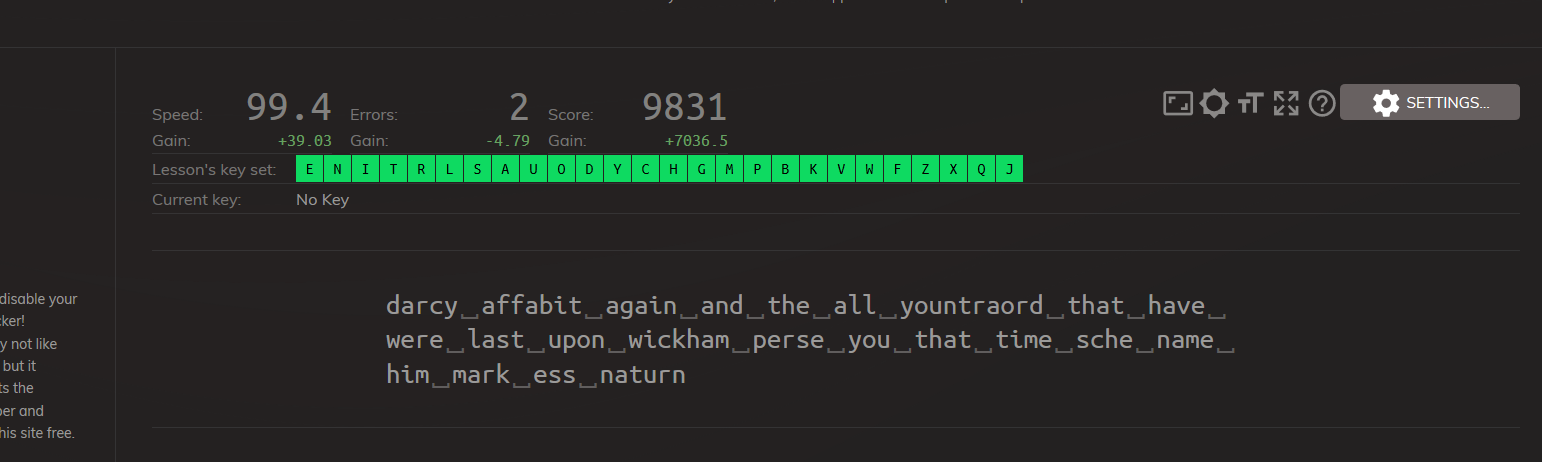 Speed: 99.4 Errors: 2 Score: 9831
SETTINGS...
Gain: +39.03 Gain: -4.79 Gain: +7036.5
Lesson's key set: E N I T R L S A U O D Y C H G M P B K V W F Z X Q J
Current key: No Key
disable your
cker!
y not like
but it
ts the
per and
his site free.
darcy␣affabit␣again␣and␣the␣all␣yountraord␣that␣have␣
were␣last␣upon␣wickham␣perse␣you␣that␣time␣sche␣name␣
him␣mark␣ess␣naturn